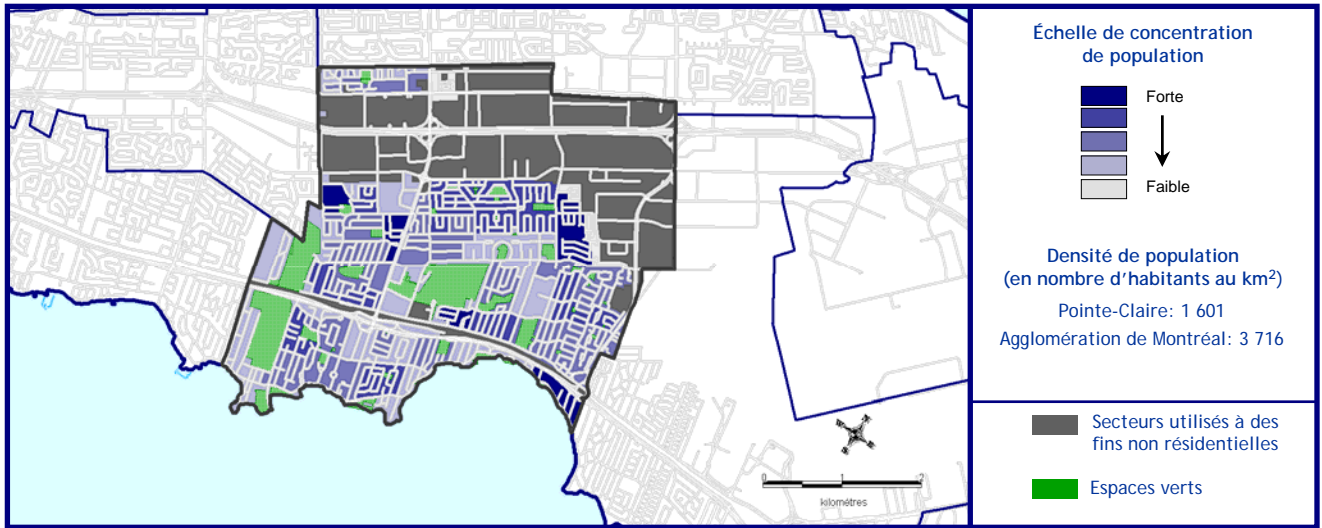 Échelle de concentration
de population
Forte
Faible
Densité de population
(en nombre d'habitants au km²)
Pointe-Claire: 1 601
Agglomération de Montréal: 3 716
0 1 2
kilométres
Secteurs utilisés à des
fins non résidentielles
Espaces verts